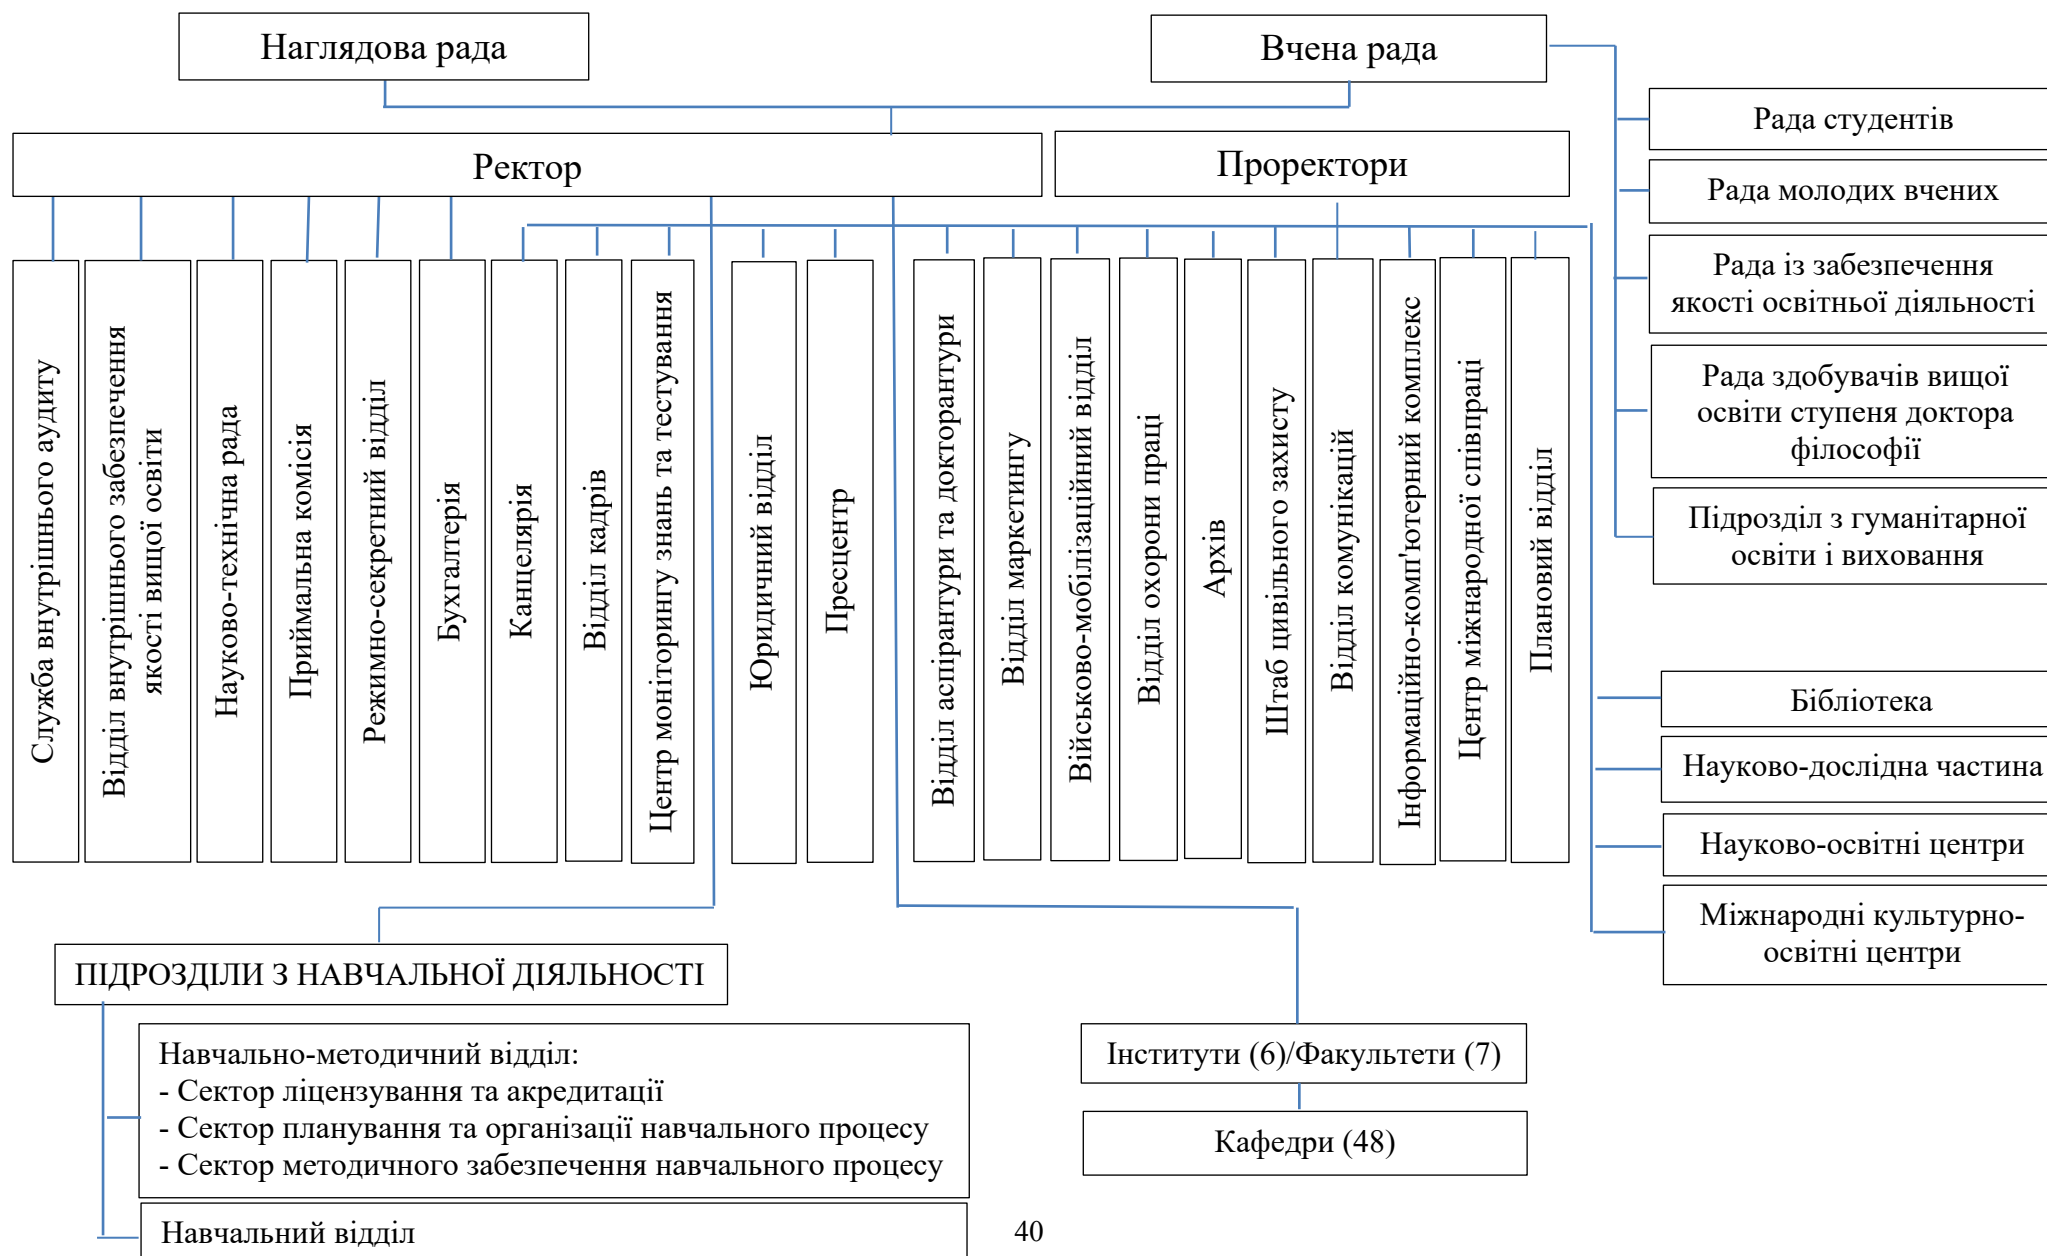 Наглядова рада
Вчена рада
Рада студентів
Ректор
Проректори
Рада молодих вчених
Рада із забезпечення
якості освітньої діяльності
Рада здобувачів вищої
освіти ступеня доктора
філософії
Підрозділ з гуманітарної
освіти і виховання
Служба внутрішнього аудиту
Відділ внутрішнього забезпечення
якості вищої освіти
Науково-технічна рада
Приймальна комісія
Режимно-секретний відділ
Бухгалтерія
Канцелярія
Відділ кадрів
Центр моніторингу знань та тестування
Юридичний відділ
Пресцентр
Відділ аспірантури та докторантури
Відділ маркетингу
Військово-мобілізаційний відділ
Відділ охорони праці
Архів
Штаб цивільного захисту
Відділ комунікацій
Інформаційно-комп'ютерний комплекс
Центр міжнародної співпраці
Плановий відділ
Бібліотека
Науково-дослідна частина
Науково-освітні центри
Міжнародні культурно-
освітні центри
ПІДРОЗДІЛИ З НАВЧАЛЬНОЇ ДІЯЛЬНОСТІ
Навчально-методичний відділ:
- Сектор ліцензування та акредитації
- Сектор планування та організації навчального процесу
- Сектор методичного забезпечення навчального процесу
Навчальний відділ
Інститути (6)/Факультети (7)
Кафедри (48)
40